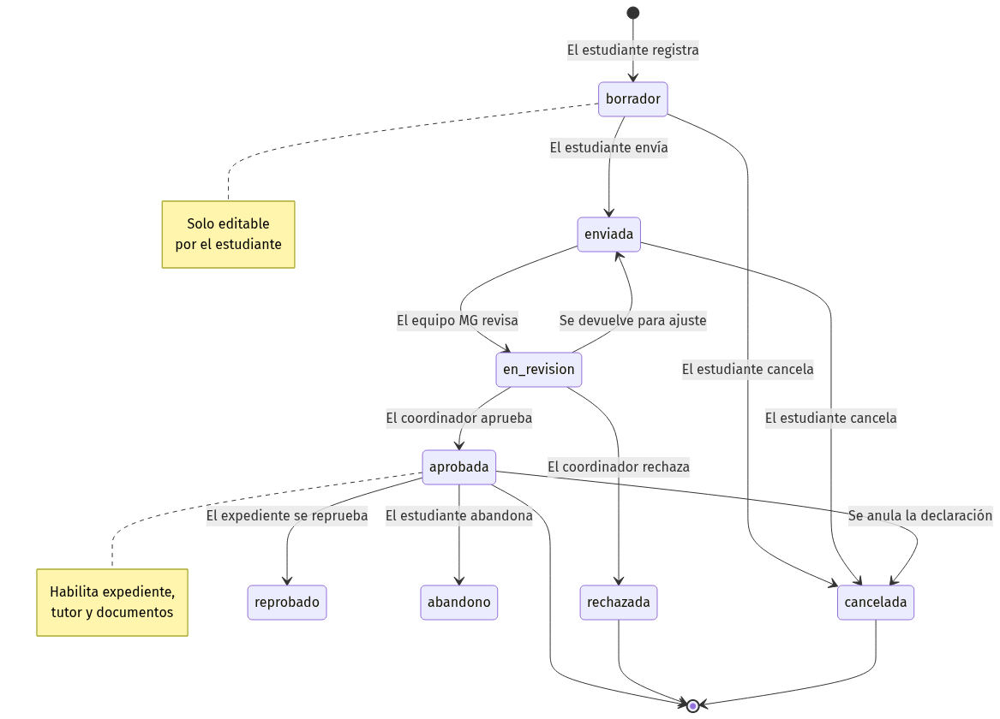 El estudiante registra
borrador
El estudiante envía
Solo editable
por el estudiante
enviada
El equipo MG revisa
Se devuelve para ajuste
en_revision
El estudiante cancela
El estudiante cancela
El coordinador aprueba
aprobada
El coordinador rechaza
El expediente se reprueba
El estudiante abandona
Se anula la declaración
Habilita expediente,
tutor y documentos
reprobado
abandono
rechazada
cancelada